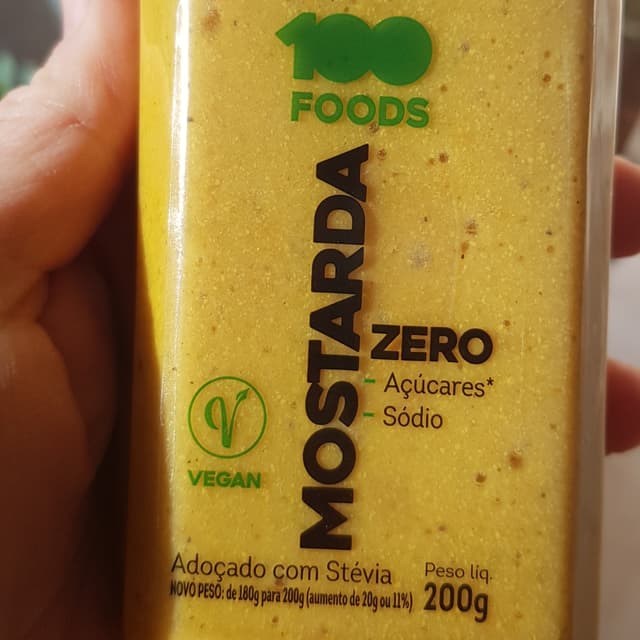 100
FOODS
MOSTARDA
ZERO
- Açúcares*
- Sódio
V
VEGAN
Adoçado com Stévia
NOVO PESO: de 180g para 200g (aumento de 20g ou 11%)
Peso líq.
200g